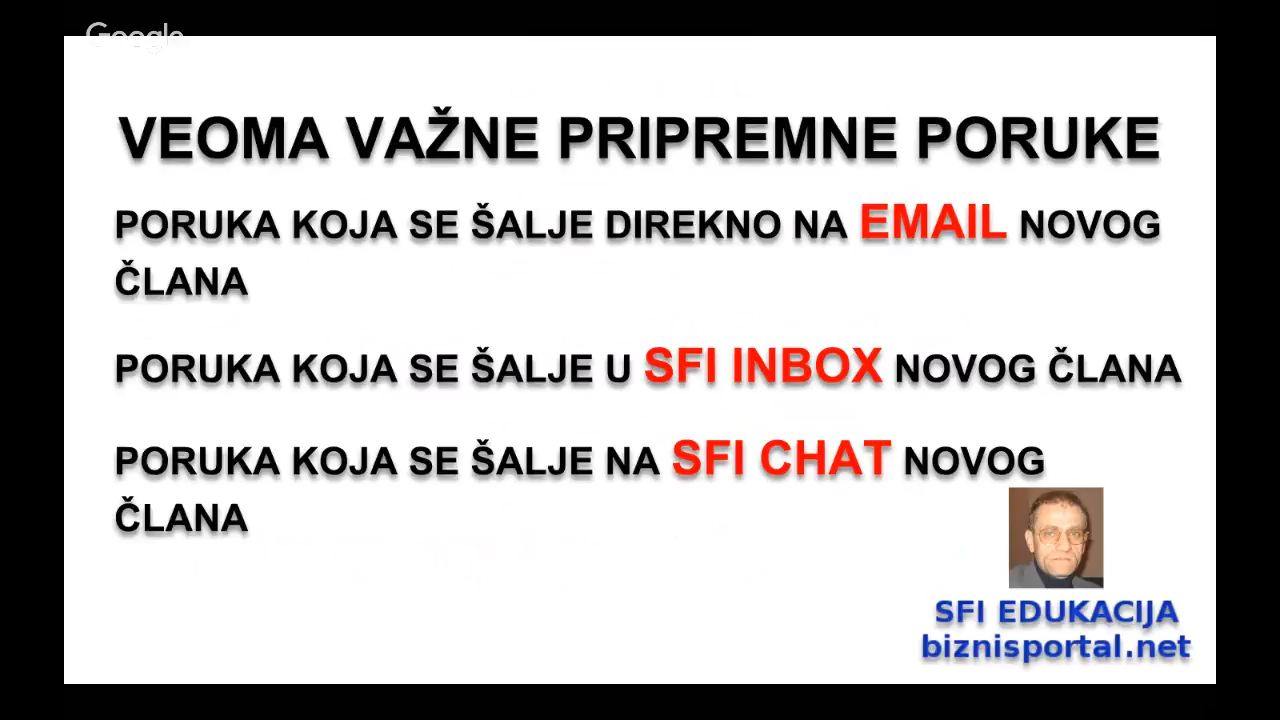 Google
VEOMA VAŽNE PRIPREMNE PORUKE
PORUKA KOJA SE ŠALJE DIREKNO NA EMAIL NOVOG
ČLANA
PORUKA KOJA SE ŠALJE U SFI INBOX NOVOG ČLANA
PORUKA KOJA SE ŠALJE NA SFI CHAT NOVOG
ČLANA
SFI EDUKACIJA
biznisportal.net